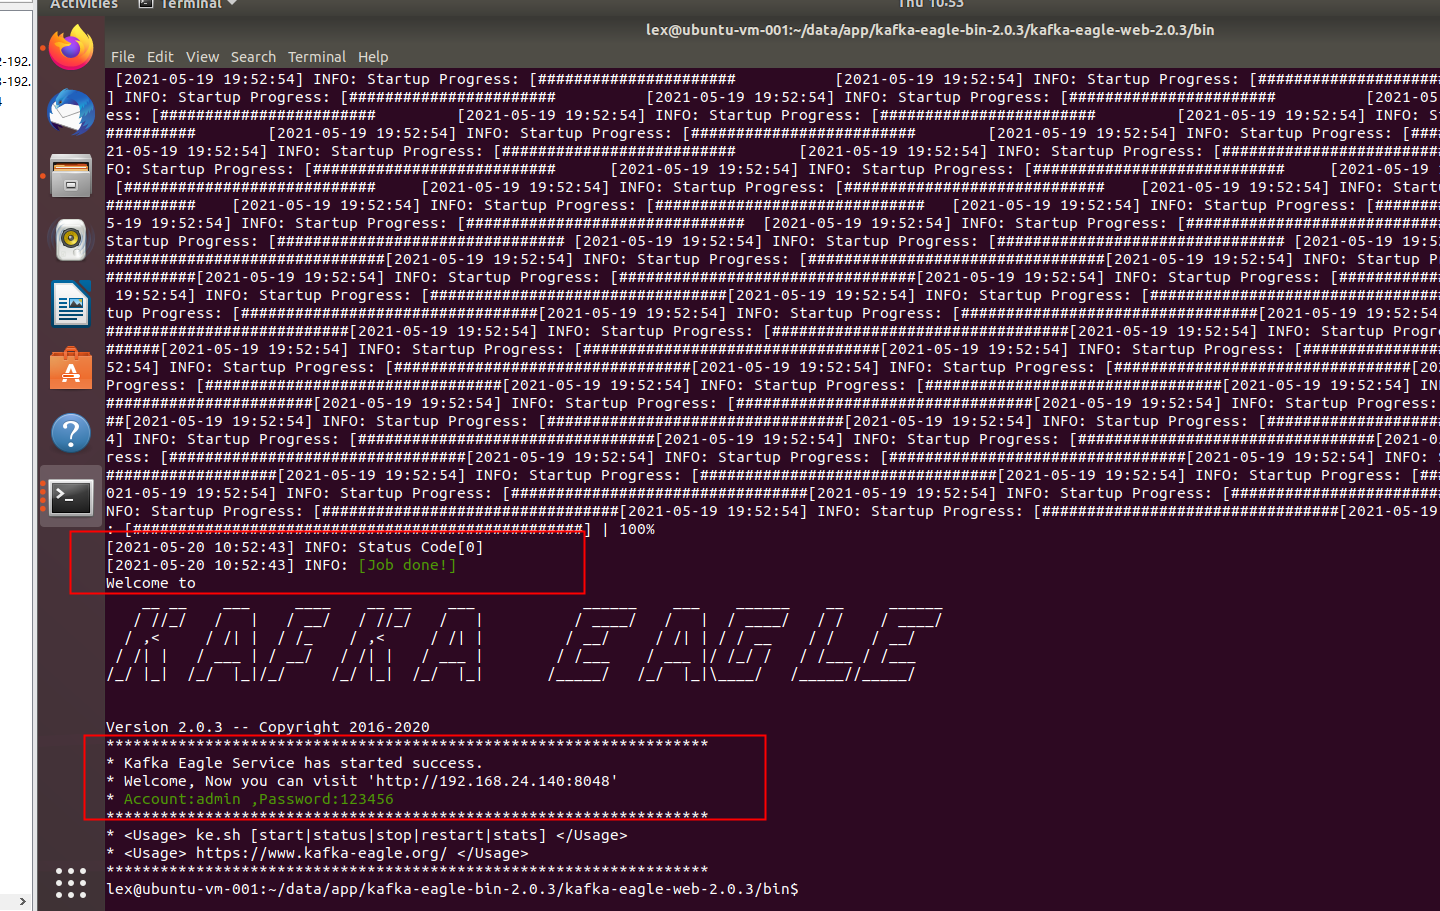 Activities Terminal Thu 10:53
lex@ubuntu-vm-001:~/data/app/kafka-eagle-bin-2.0.3/kafka-eagle-web-2.0.3/bin
File Edit View Search Terminal Help
2-192.
3-192.
4
[2021-05-19 19:52:54] INFO: Startup Progress: [###################### [2021-05-19 19:52:54] INFO: Startup Progress: [#####################
] INFO: Startup Progress: [####################### [2021-05-19 19:52:54] INFO: Startup Progress: [####################### [2021-05-
ess: [######################## [2021-05-19 19:52:54] INFO: Startup Progress: [######################## [2021-05-19 19:52:54] INFO: St
########## [2021-05-19 19:52:54] INFO: Startup Progress: [######################### [2021-05-19 19:52:54] INFO: Startup Progress: [####
21-05-19 19:52:54] INFO: Startup Progress: [########################## [2021-05-19 19:52:54] INFO: Startup Progress: [########################
FO: Startup Progress: [########################### [2021-05-19 19:52:54] INFO: Startup Progress: [############################ [2021-05-19
[############################ [2021-05-19 19:52:54] INFO: Startup Progress: [############################# [2021-05-19 19:52:54] INFO: Start
########## [2021-05-19 19:52:54] INFO: Startup Progress: [############################## [2021-05-19 19:52:54] INFO: Startup Progress: [########
5-19 19:52:54] INFO: Startup Progress: [############################### [2021-05-19 19:52:54] INFO: Startup Progress: [############################
Startup Progress: [################################ [2021-05-19 19:52:54] INFO: Startup Progress: [################################ [2021-05-19 19:5
###############################[2021-05-19 19:52:54] INFO: Startup Progress: [#################################[2021-05-19 19:52:54] INFO: Startup Pr
##########[2021-05-19 19:52:54] INFO: Startup Progress: [#################################[2021-05-19 19:52:54] INFO: Startup Progress: [############
19:52:54] INFO: Startup Progress: [#################################[2021-05-19 19:52:54] INFO: Startup Progress: [################################
tup Progress: [#################################[2021-05-19 19:52:54] INFO: Startup Progress: [#################################[2021-05-19 19:52:54
###########################[2021-05-19 19:52:54] INFO: Startup Progress: [#################################[2021-05-19 19:52:54] INFO: Startup Progr
######[2021-05-19 19:52:54] INFO: Startup Progress: [#################################[2021-05-19 19:52:54] INFO: Startup Progress: [################
52:54] INFO: Startup Progress: [#################################[2021-05-19 19:52:54] INFO: Startup Progress: [#################################[202
Progress: [#################################[2021-05-19 19:52:54] INFO: Startup Progress: [#################################[2021-05-19 19:52:54] I
#######################[2021-05-19 19:52:54] INFO: Startup Progress: [#################################[2021-05-19 19:52:54] INFO: Startup Progress:
##[2021-05-19 19:52:54] INFO: Startup Progress: [#################################[2021-05-19 19:52:54] INFO: Startup Progress: [####################
4] INFO: Startup Progress: [#################################[2021-05-19 19:52:54] INFO: Startup Progress: [#################################[2021-0
ress: [#################################[2021-05-19 19:52:54] INFO: Startup Progress: [#################################[2021-05-19 19:52:54] INFO: S
###################[2021-05-19 19:52:54] INFO: Startup Progress: [#################################[2021-05-19 19:52:54] INFO: Startup Progress: [###
021-05-19 19:52:54] INFO: Startup Progress: [#################################[2021-05-19 19:52:54] INFO: Startup Progress: [########################
NFO: Startup Progress: [#################################[2021-05-19 19:52:54] INFO: Startup Progress: [#################################[2021-05-19
: [##################################################] | 100%
[2021-05-20 10:52:43] INFO: Status Code[0]
[2021-05-20 10:52:43] INFO: [Job done!]
Welcome to
KAFKA EAGLE
Version 2.0.3 -- Copyright 2016-2020
*******************************************************************
* Kafka Eagle Service has started success.
* Welcome, Now you can visit 'http://192.168.24.140:8048'
* Account:admin ,Password:123456
*******************************************************************
* <Usage> ke.sh [start|status|stop|restart|stats] </Usage>
* <Usage> https://www.kafka-eagle.org/ </Usage>
*******************************************************************
lex@ubuntu-vm-001:~/data/app/kafka-eagle-bin-2.0.3/kafka-eagle-web-2.0.3/bin$